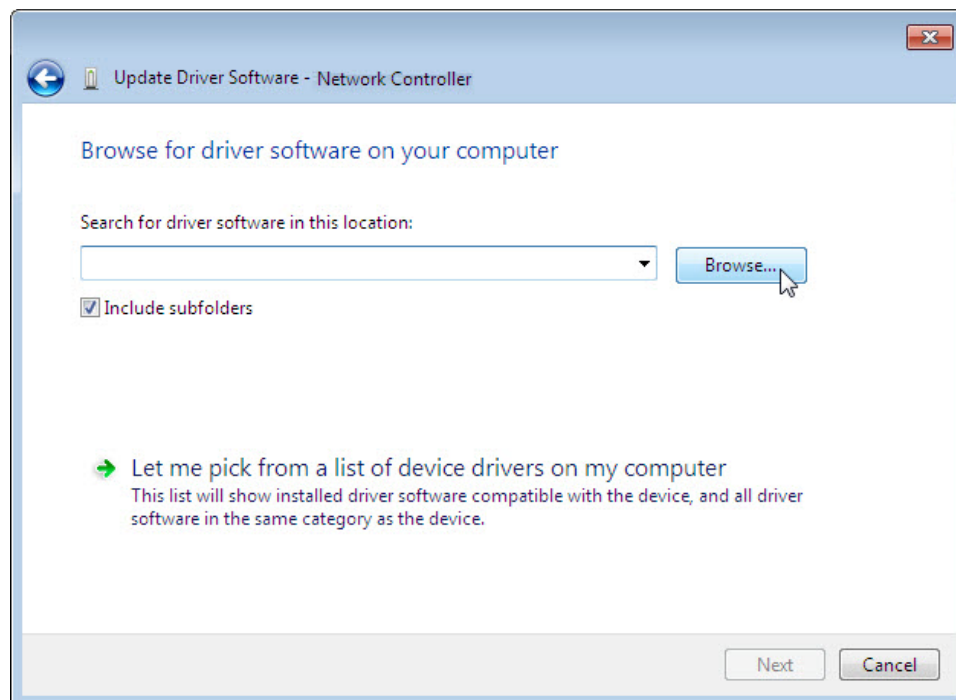 Update Driver Software - Network Controller
Browse for driver software on your computer
Search for driver software in this location:
Browse...
Include subfolders
Let me pick from a list of device drivers on my computer
This list will show installed driver software compatible with the device, and all driver
software in the same category as the device.
Next
Cancel